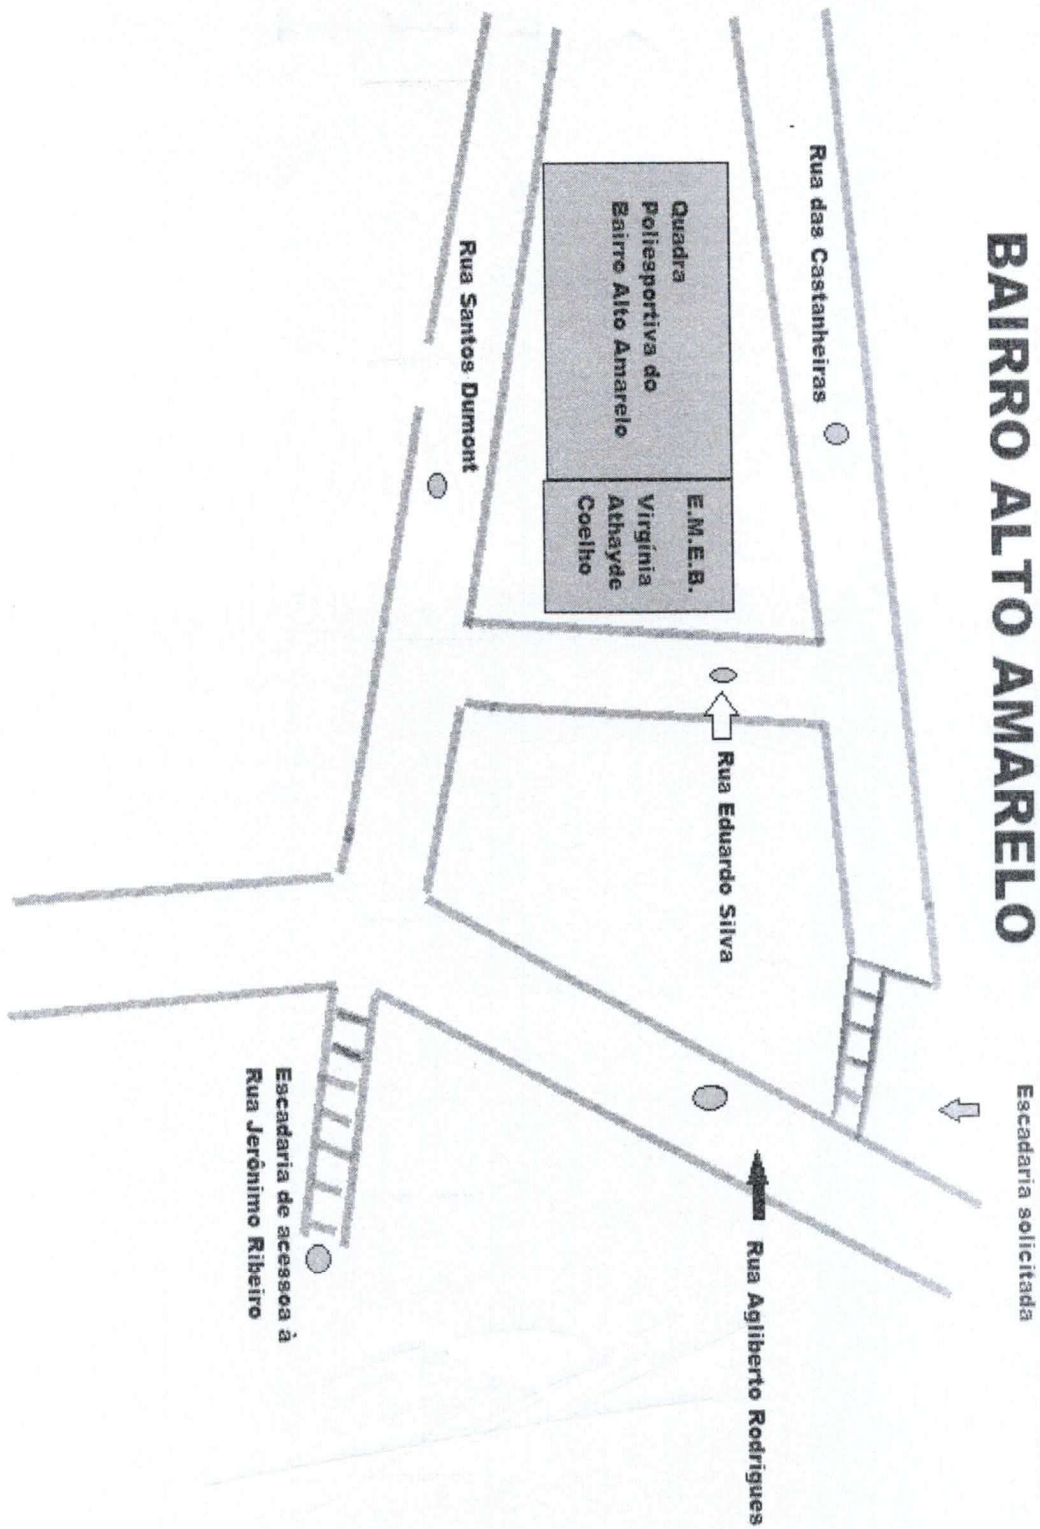 BAIRRO ALTO AMARELO
Escadaria solicitada
Rua das Castanheiras
Quadra
Poliesportiva do
Bairro Alto Amarelo
E.M.E.B.
Virgínia
Athayde
Coelho
Rua Eduardo Silva
Rua Agliberto Rodrigues
Rua Santos Dumont
Escadaria de acessoa à
Rua Jerônimo Ribeiro